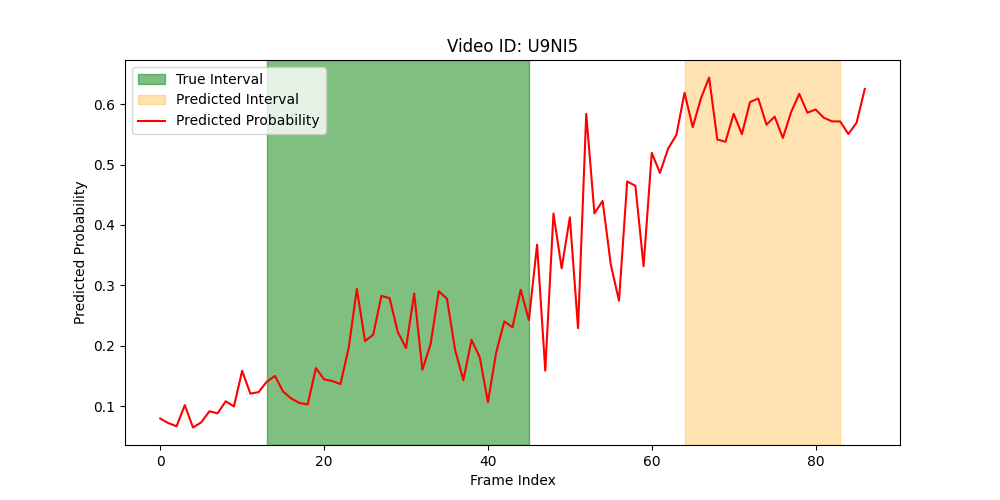 Video ID: U9NI5
True Interval
Predicted Interval
Predicted Probability
Predicted Probability
0.6
0.5
0.4
0.3
0.2
0.1
0 20 40 60 80
Frame Index